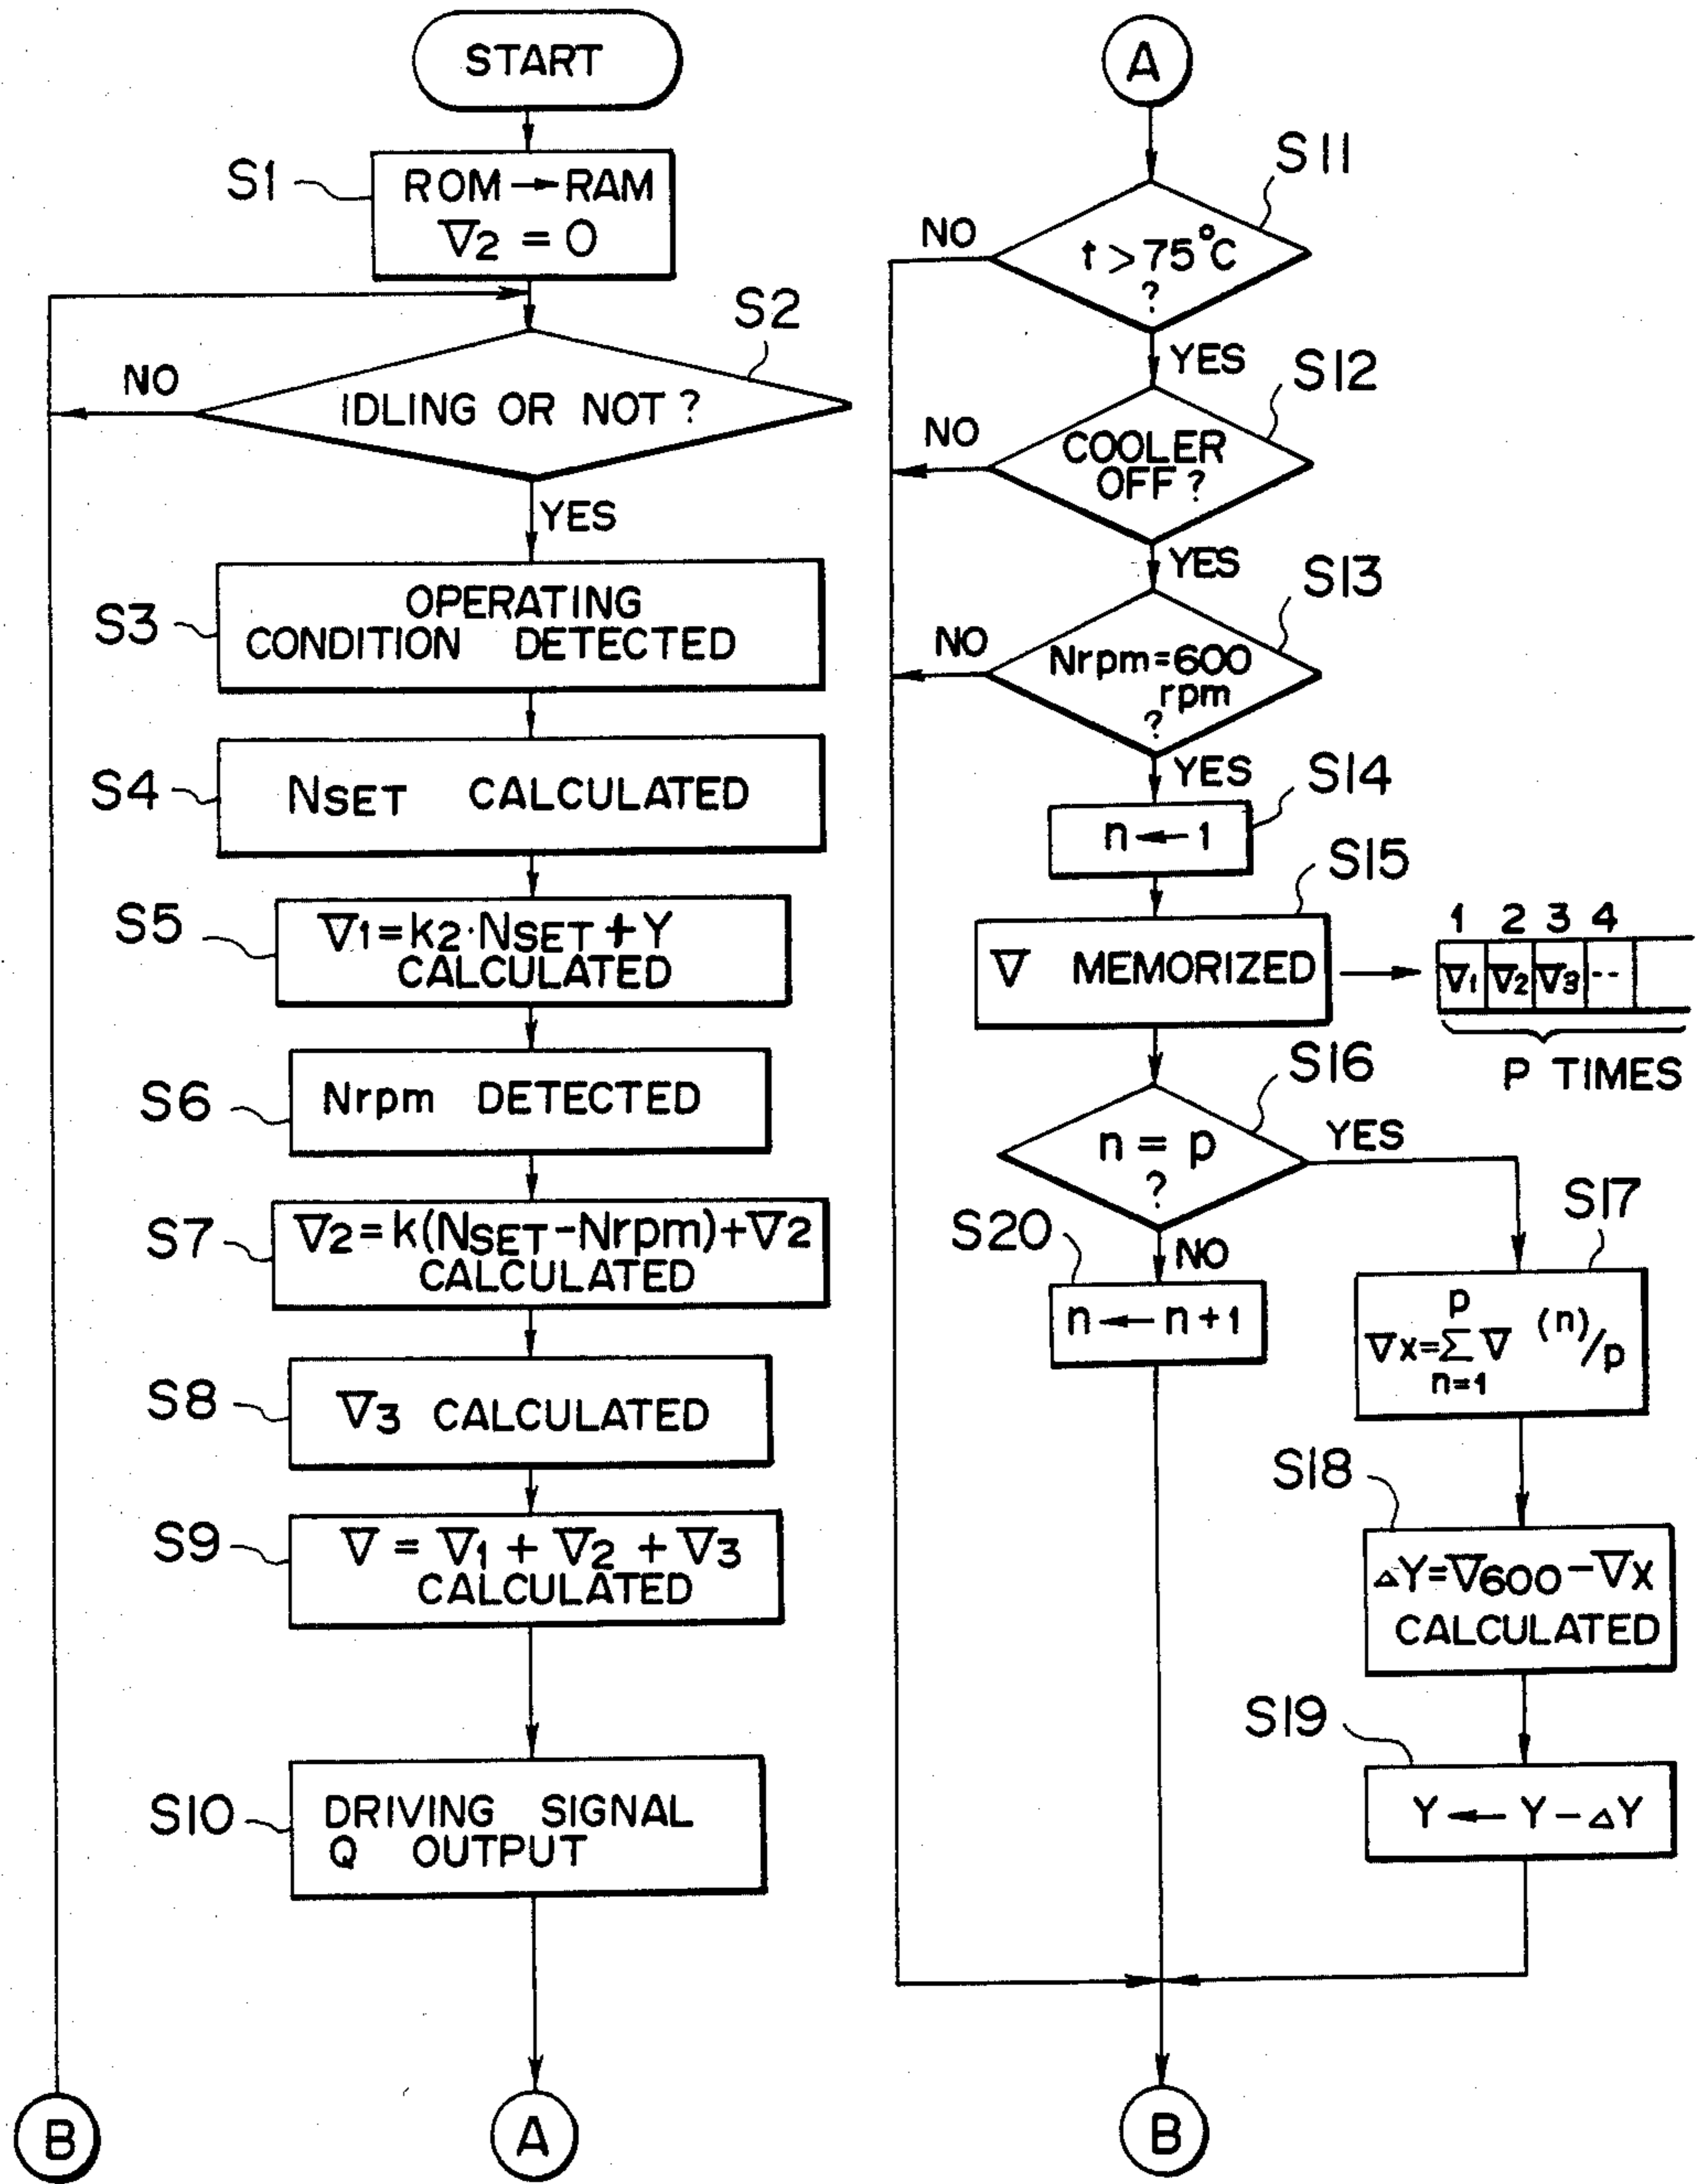 START
S1
ROM → RAM
∇2 = 0
S2
NO
IDLING OR NOT ?
YES
S3
OPERATING
CONDITION DETECTED
S4
NSET CALCULATED
S5
∇1 = k2·NSET + Y
CALCULATED
S6
Nrpm DETECTED
S7
∇2 = k(NSET - Nrpm) + ∇2
CALCULATED
S8
∇3 CALCULATED
S9
∇ = ∇1 + ∇2 + ∇3
CALCULATED
S10
DRIVING SIGNAL
Q OUTPUT
B
A
A
S11
NO
t > 75°C
?
YES
S12
NO
COOLER
OFF ?
YES
S13
NO
Nrpm = 600
rpm
?
YES
S14
n ← 1
S15
∇ MEMORIZED
1 2 3 4
∇1 ∇2 ∇3 --
P TIMES
S16
n = p
?
YES
S20
NO
n ← n + 1
S17
p
∇x = Σ ∇ (n)/p
n=1
S18
△Y = ∇600 - ∇x
CALCULATED
S19
Y ← Y - △Y
B